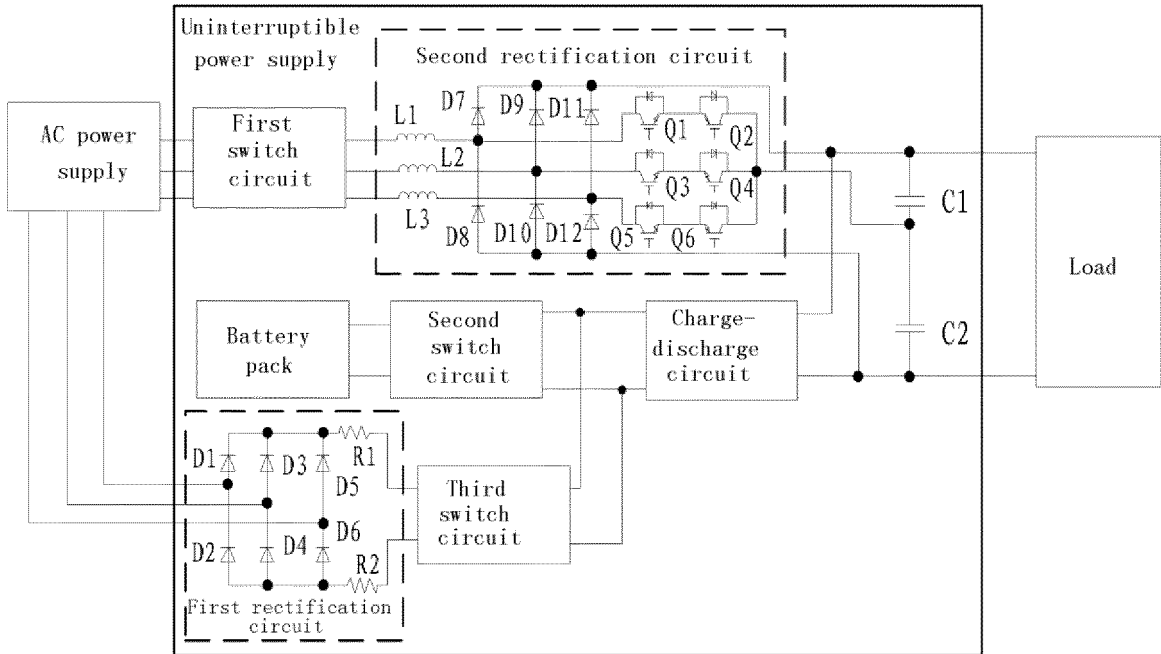 Uninterruptible
power supply
Second rectification circuit
AC power
supply
First
switch
circuit
L1
L2
L3
D7
D9
D11
D8
D10
D12
Q1
Q2
Q3
Q4
Q5
Q6
C1
C2
Load
Battery
pack
Second
switch
circuit
Charge-
discharge
circuit
D1
D3
D5
R1
D2
D4
D6
R2
First rectification
circuit
Third
switch
circuit